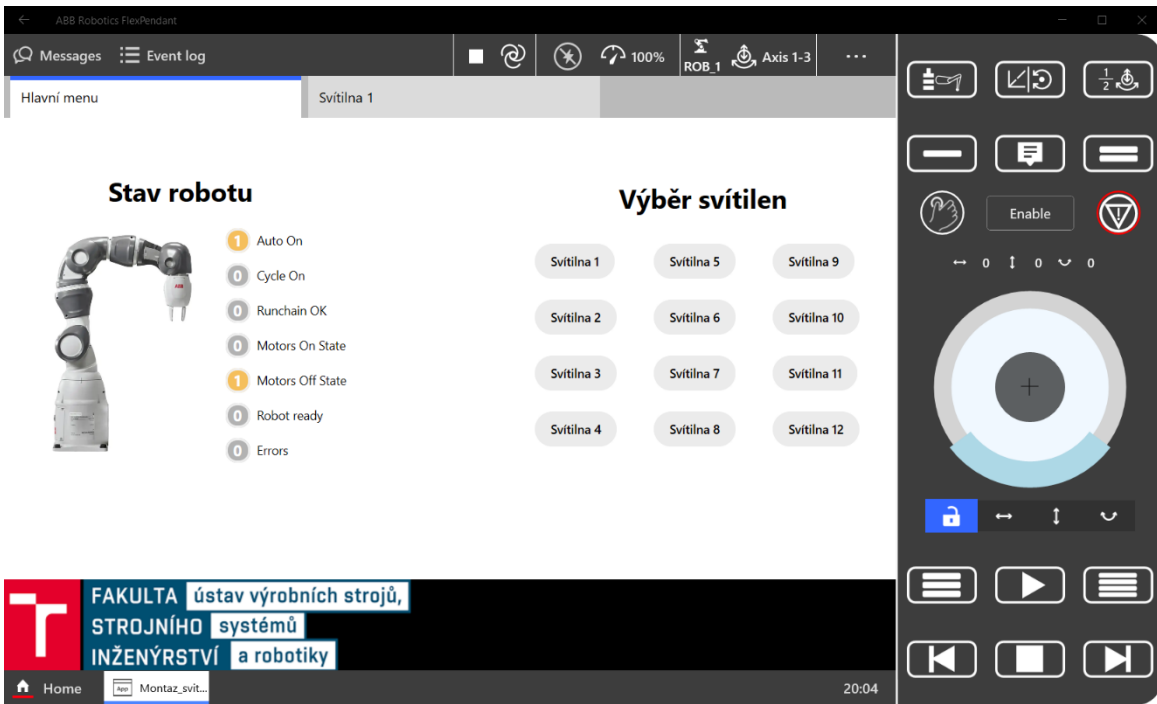 ABB Robotics FlexPendant
Messages Event log 100% ROB_1 Axis 1-3 ...
Hlavní menu Svítilna 1
Stav robotu
1 Auto On
0 Cycle On
0 Runchain OK
0 Motors On State
1 Motors Off State
0 Robot ready
0 Errors
ABB
Výběr svítilen
Svítilna 1 Svítilna 5 Svítilna 9
Svítilna 2 Svítilna 6 Svítilna 10
Svítilna 3 Svítilna 7 Svítilna 11
Svítilna 4 Svítilna 8 Svítilna 12
FAKULTA ústav výrobních strojů,
STROJNÍHO systémů
INŽENÝRSTVÍ a robotiky
Home App Montaz_svit... 20:04
1/2
Enable
0 0 0